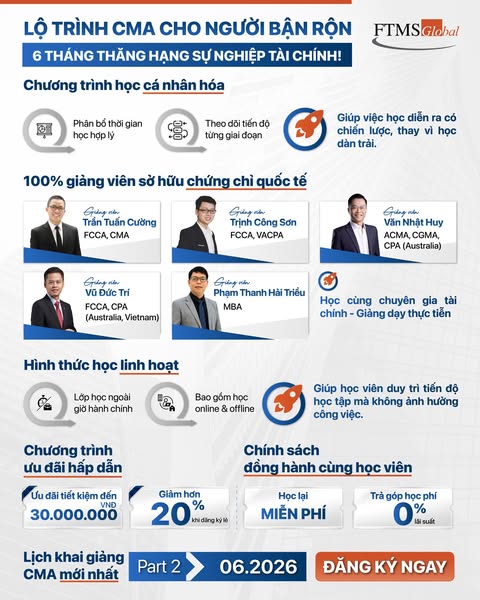 LỘ TRÌNH CMA CHO NGƯỜI BẬN RỘN
FTMSGlobal
6 THÁNG THĂNG HẠNG SỰ NGHIỆP TÀI CHÍNH!
Chương trình học cá nhân hóa
Phân bổ thời gian
học hợp lý
Theo dõi tiến độ
từng giai đoạn
Giúp việc học diễn ra có
chiến lược, thay vì học
dàn trải.
100% giảng viên sở hữu chứng chỉ quốc tế
Giảng viên
Trần Tuấn Cường
FCCA, CMA
Giảng viên
Trịnh Công Sơn
FCCA, VACPA
Giảng viên
Văn Nhật Huy
ACMA, CGMA,
CPA (Australia)
Giảng viên
Vũ Đức Trí
FCCA, CPA
(Australia, Vietnam)
Giảng viên
Phạm Thanh Hải Triều
MBA
Học cùng chuyên gia tài
chính - Giảng dạy thực tiễn
Hình thức học linh hoạt
Lớp học ngoài
giờ hành chính
Bao gồm học
online & offline
Giúp học viên duy trì tiến độ
học tập mà không ảnh hưởng
công việc.
Chương trình
ưu đãi hấp dẫn
Ưu đãi tiết kiệm đến
VNĐ
30.000.000
Giảm hơn
20%
khi đăng ký lẻ
Chính sách
đồng hành cùng học viên
Học lại
MIỄN PHÍ
Trả góp học phí
0%
lãi suất
Lịch khai giảng
CMA mới nhất
Part 2
06.2026
ĐĂNG KÝ NGAY